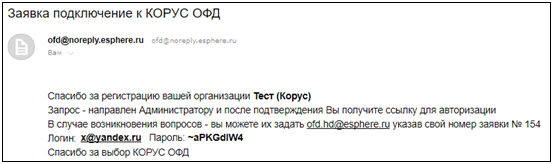 Заявка подключение к КОРУС ОФД
ofd@noreply.esphere.ru ofd@noreply.esphere.ru
Вам
Спасибо за регистрацию вашей организации Тест (Корус)
Запрос - направлен Администратору и после подтверждения Вы получите ссылку для авторизации
В случае возникновения вопросов - вы можете их задать ofd.hd@esphere.ru указав свой номер заявки № 154
Логин: x@yandex.ru Пароль: ~aPKGdIW4
Спасибо за выбор КОРУС ОФД